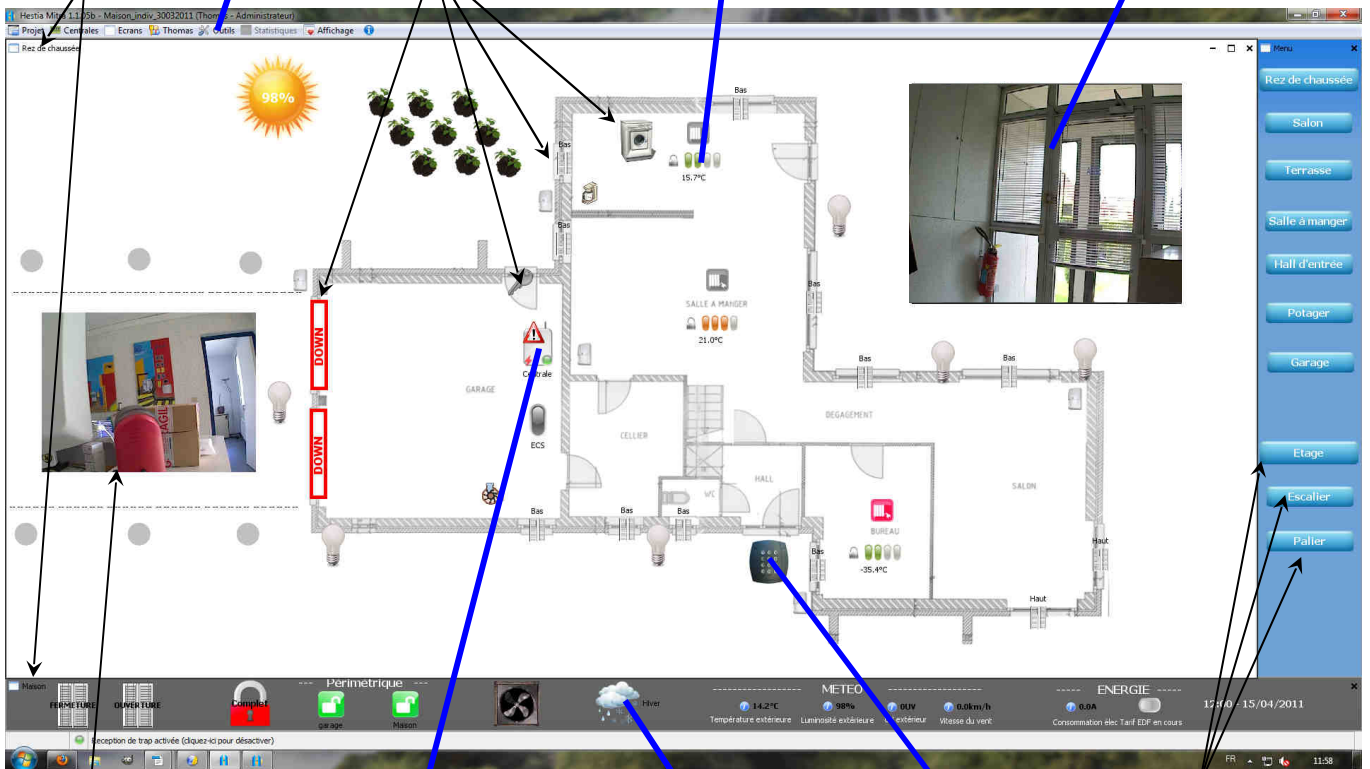 Hestia Mitra 1.1.05b - Maison_indiv_30032011 (Thomas - Administrateur)
Projet Centrales Ecrans Thomas Outils Statistiques Affichage
Rez de chaussée
Menu
Rez de chaussée
Salon
Terrasse
Salle à manger
Hall d'entrée
Potager
Garage
Etage
Escalier
Palier
98%
Bas
Bas
15.7°C
Bas
Bas
SALLE A MANGER
21.0°C
DOWN
DOWN
Centrale
GARAGE
ECS
CELLIER
Bas
Bas
DEGAGEMENT
HALL
WC
SALON
Bas
Bas
Bas
BUREAU
-35.4°C
Bas
Haut
Haut
Maison
FERMETURE
OUVERTURE
Complet
--- Périmétrique ---
garage
Maison
Hiver
METEO
14.2°C
Température extérieure
98%
Luminosité extérieure
0UV
UV extérieur
0.0km/h
Vitesse du vent
----- ENERGIE -----
0.0A
Consommation élec
Tarif EDF en cours
12:00 - 15/04/2011
Reception de trap activée (cliquez-ici pour désactiver)
FR
11:58